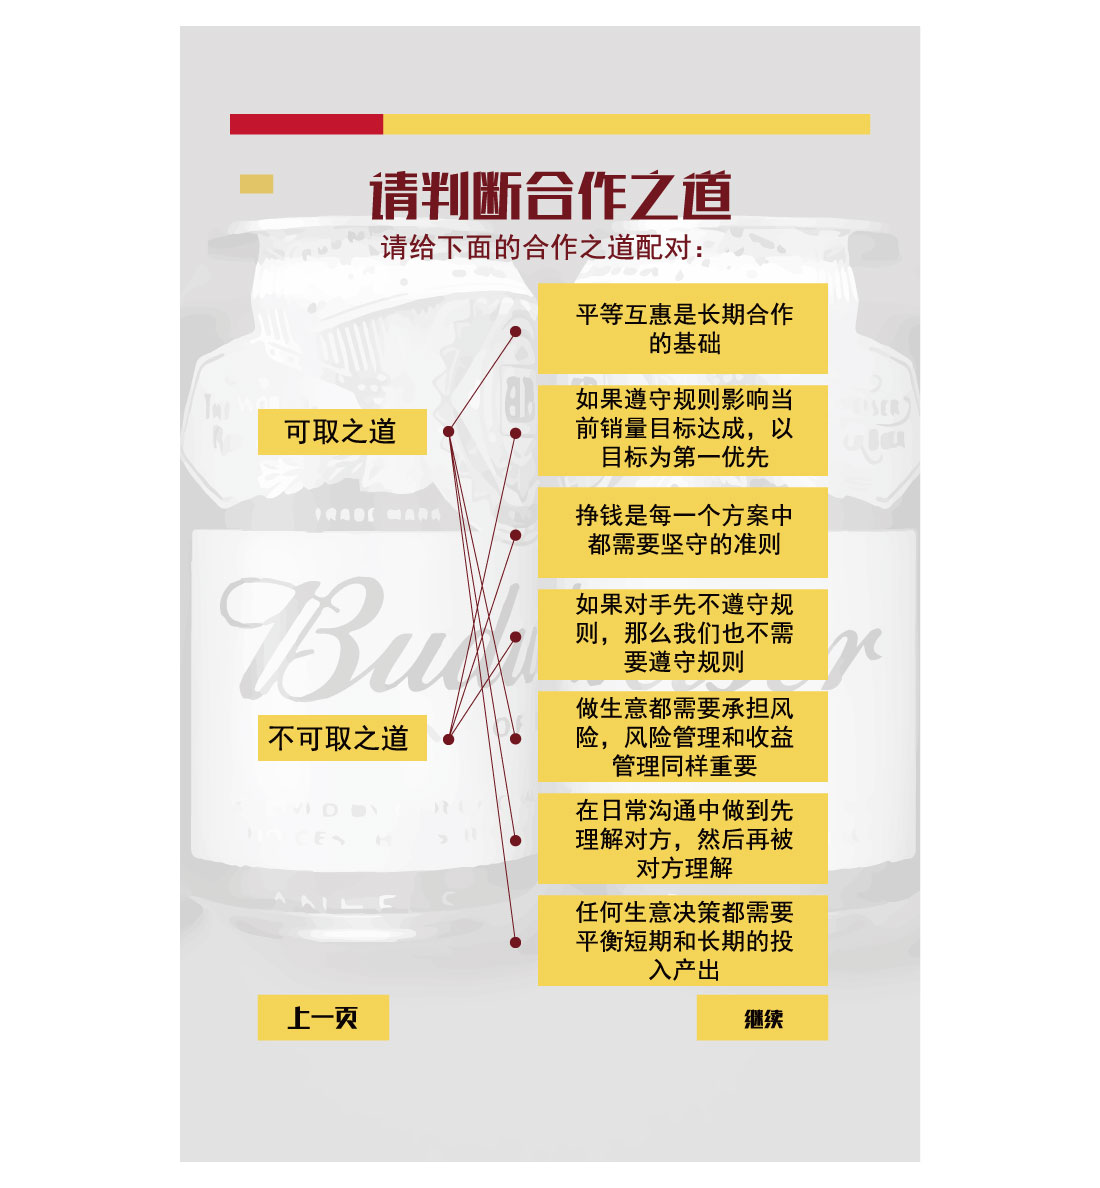 请判断合作之道
请给下面的合作之道配对：
平等互惠是长期合作
的基础
如果遵守规则影响当
前销量目标达成，以
目标为第一优先
可取之道
挣钱是每一个方案中
都需要坚守的准则
如果对手先不遵守规
则，那么我们也不需
要遵守规则
做生意都需要承担风
险，风险管理和收益
管理同样重要
不可取之道
在日常沟通中做到先
理解对方，然后再被
对方理解
任何生意决策都需要
平衡短期和长期的投
入产出
上一页
继续
TRADE MARK
Budweiser